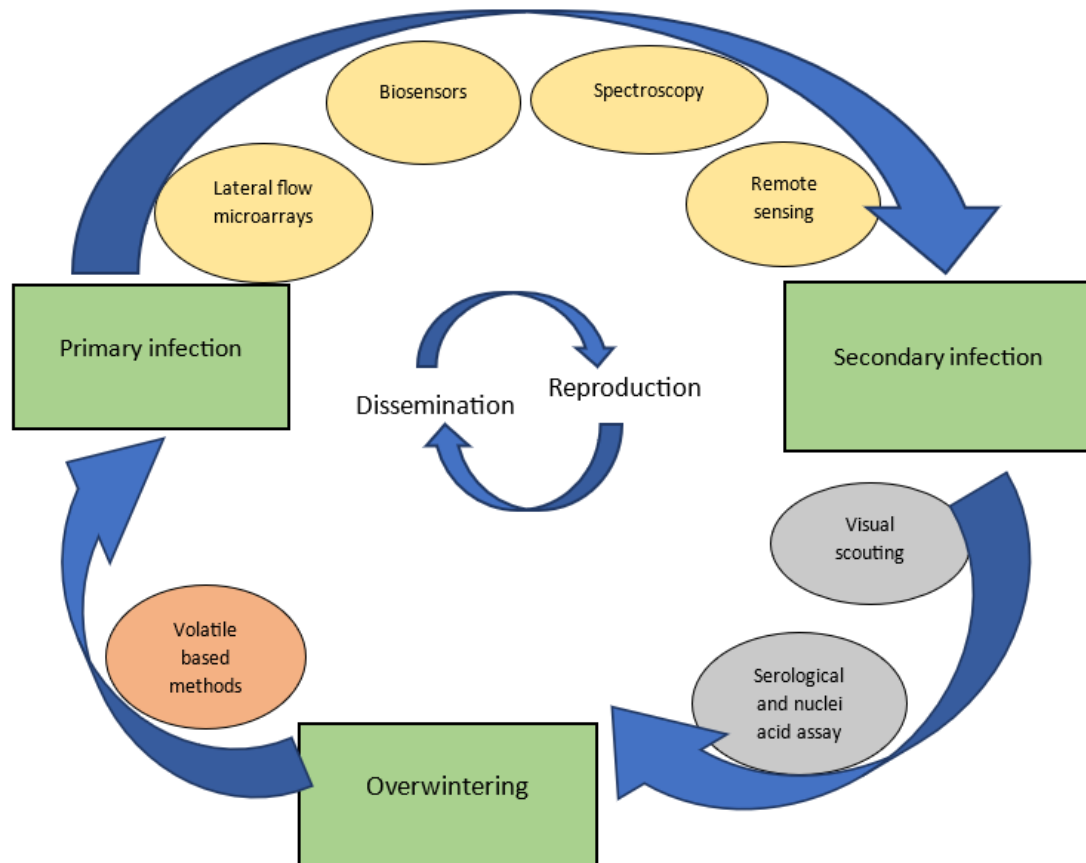 Biosensors
Spectroscopy
Lateral flow
microarrays
Remote
sensing
Primary infection
Secondary infection
Dissemination
Reproduction
Visual
scouting
Volatile
based
methods
Serological
and nuclei
acid assay
Overwintering